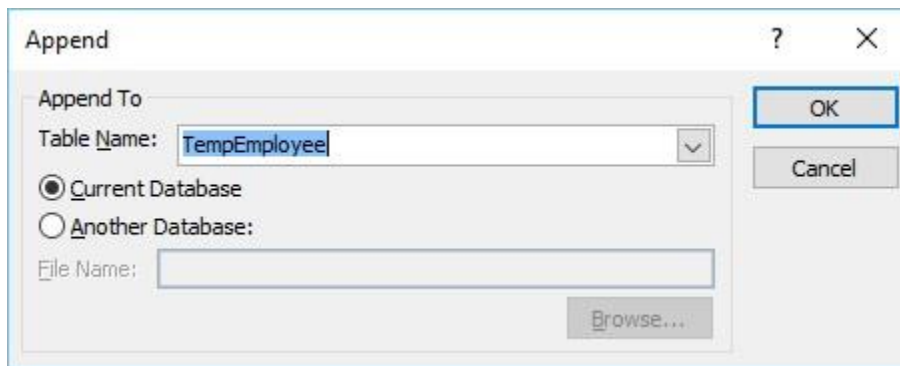 Append ?
Append To
OK
Table Name: TempEmployee
Cancel
Current Database
Another Database:
File Name:
Browse...